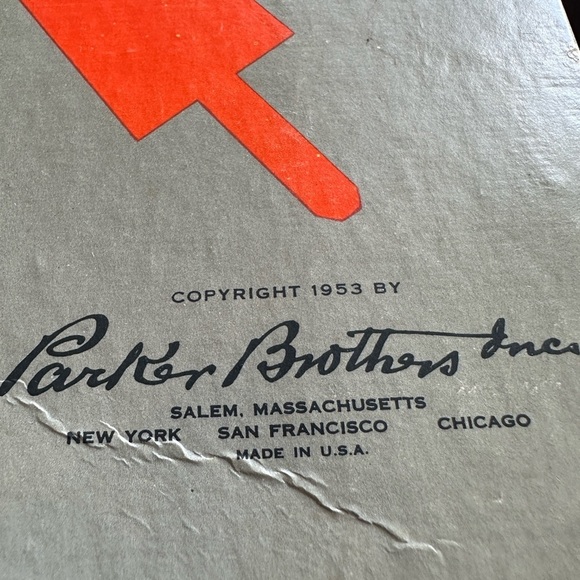 COPYRIGHT 1953 BY
Parker Brothers Inc.
SALEM, MASSACHUSETTS
NEW YORK SAN FRANCISCO CHICAGO
MADE IN U.S.A.